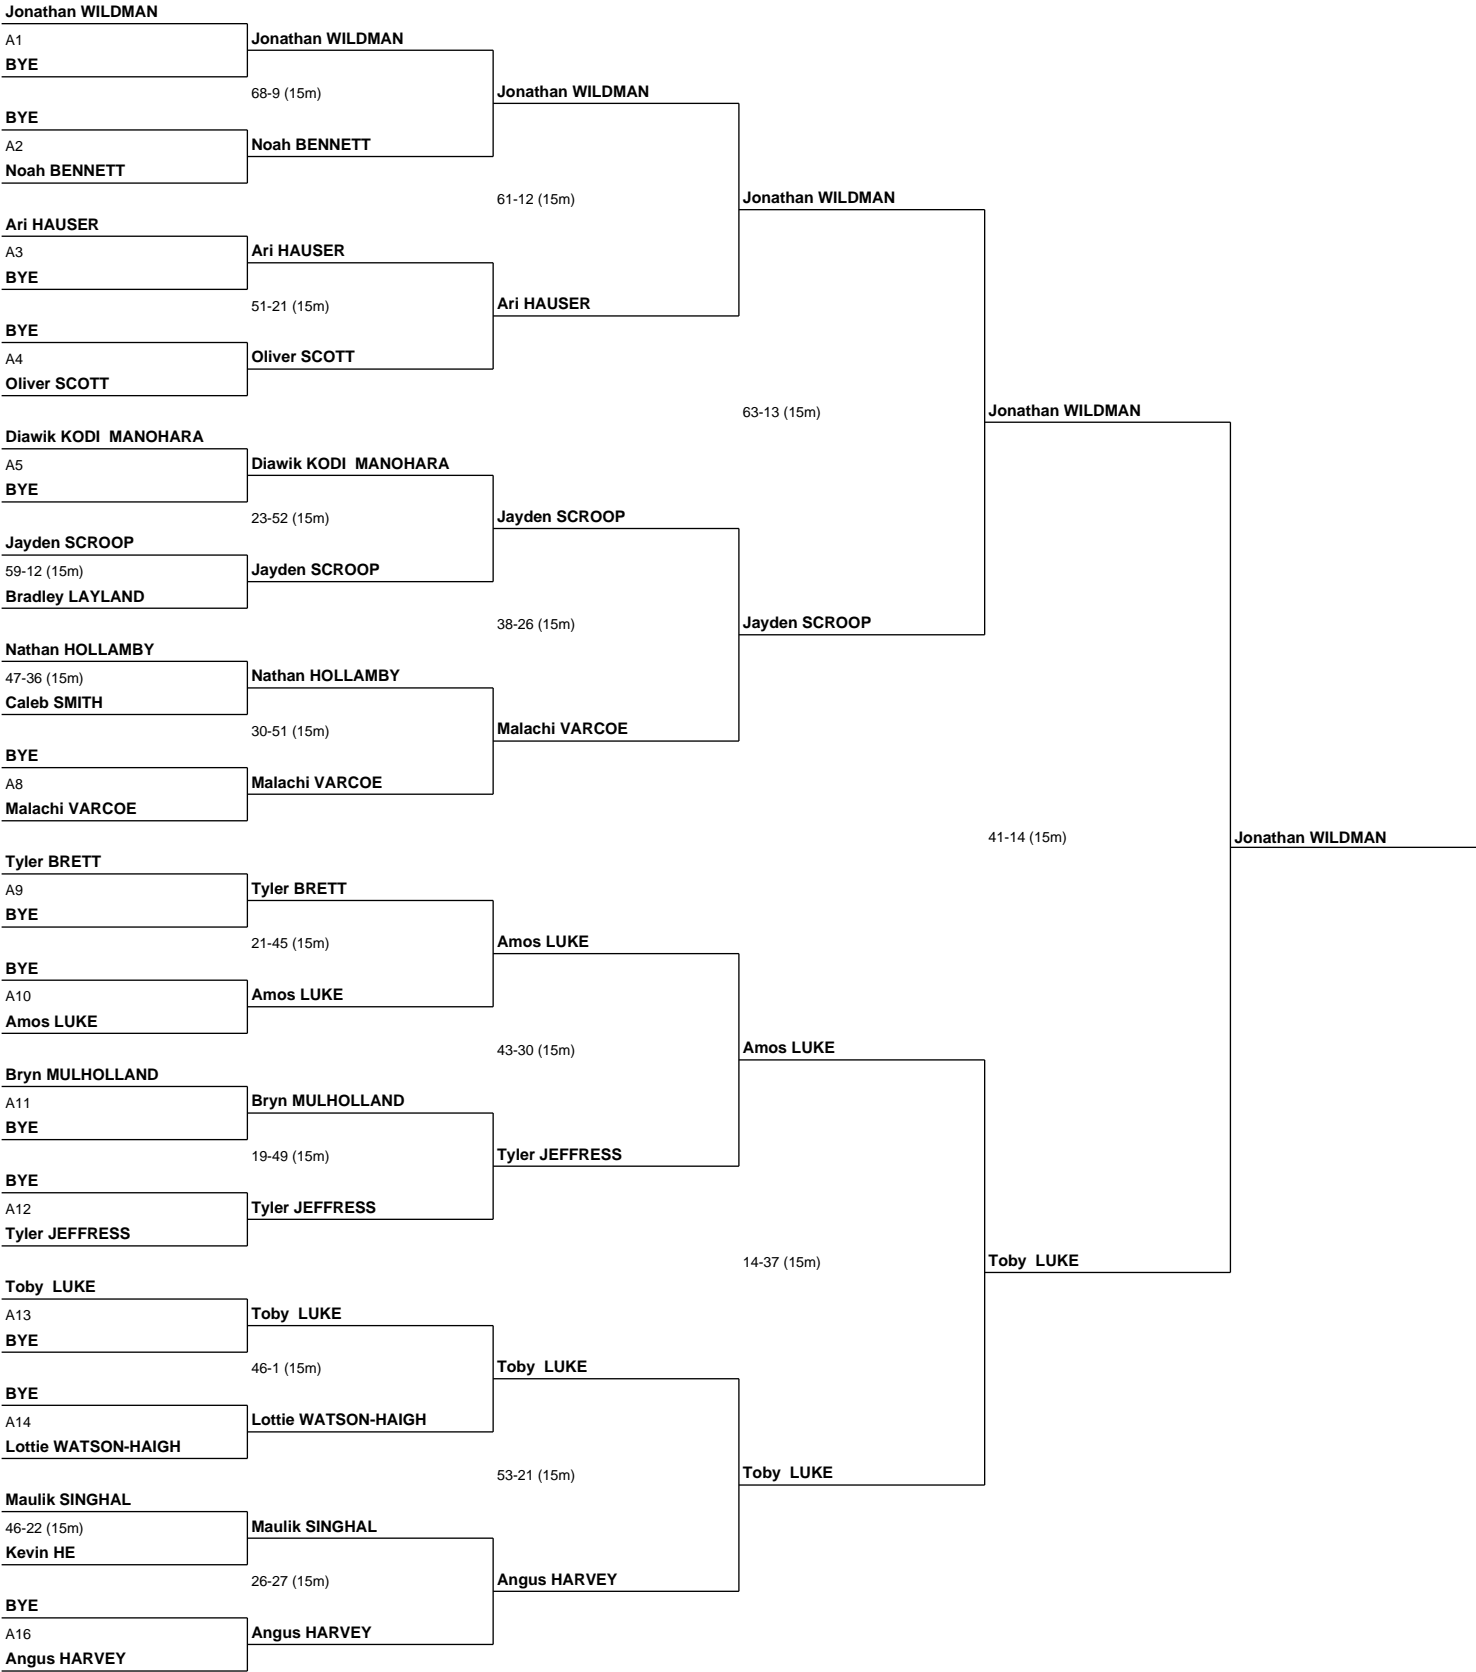 Jonathan WILDMAN
A1
BYE
BYE
A2
Noah BENNETT
Ari HAUSER
A3
BYE
BYE
A4
Oliver SCOTT
Diawik KODI  MANOHARA
A5
BYE
Jayden SCROOP
59-12 (15m)
Bradley LAYLAND
Nathan HOLLAMBY
47-36 (15m)
Caleb SMITH
BYE
A8
Malachi VARCOE
Tyler BRETT
A9
BYE
BYE
A10
Amos LUKE
Bryn MULHOLLAND
A11
BYE
BYE
A12
Tyler JEFFRESS
Toby  LUKE
A13
BYE
BYE
A14
Lottie WATSON-HAIGH
Maulik SINGHAL
46-22 (15m)
Kevin HE
BYE
A16
Angus HARVEY
Jonathan WILDMAN
68-9 (15m)
Noah BENNETT
Ari HAUSER
51-21 (15m)
Oliver SCOTT
Diawik KODI  MANOHARA
23-52 (15m)
Jayden SCROOP
Nathan HOLLAMBY
30-51 (15m)
Malachi VARCOE
Tyler BRETT
21-45 (15m)
Amos LUKE
Bryn MULHOLLAND
19-49 (15m)
Tyler JEFFRESS
Toby  LUKE
46-1 (15m)
Lottie WATSON-HAIGH
Maulik SINGHAL
26-27 (15m)
Angus HARVEY
Jonathan WILDMAN
61-12 (15m)
Ari HAUSER
Jayden SCROOP
38-26 (15m)
Malachi VARCOE
Amos LUKE
43-30 (15m)
Tyler JEFFRESS
Toby  LUKE
53-21 (15m)
Angus HARVEY
Jonathan WILDMAN
63-13 (15m)
Jayden SCROOP
Amos LUKE
14-37 (15m)
Toby  LUKE
Jonathan WILDMAN
41-14 (15m)
Toby  LUKE
Jonathan WILDMAN